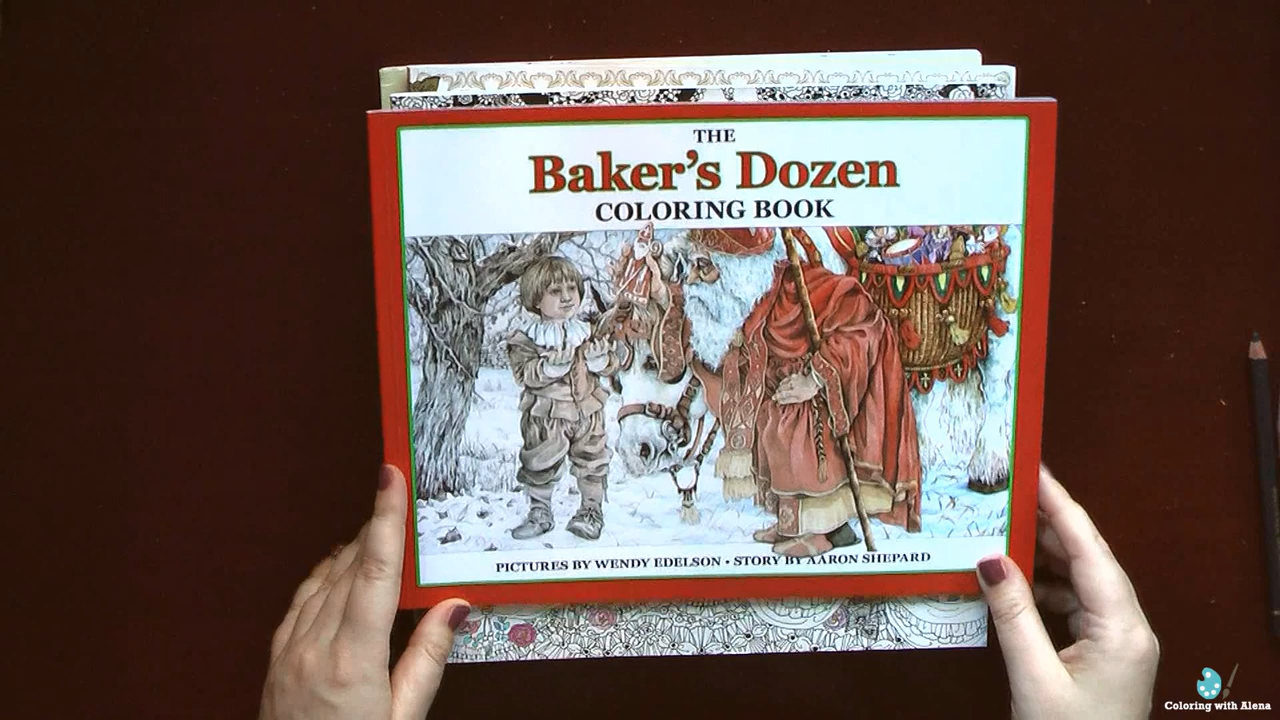 THE
Baker's Dozen
COLORING BOOK
PICTURES BY WENDY EDELSON • STORY BY AARON SHEPARD
Coloring with Alena